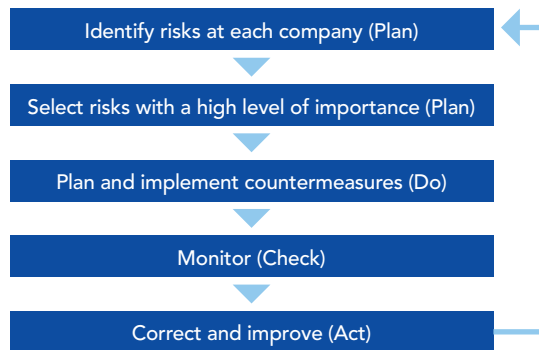 Identify risks at each company (Plan)
Select risks with a high level of importance (Plan)
Plan and implement countermeasures (Do)
Monitor (Check)
Correct and improve (Act)